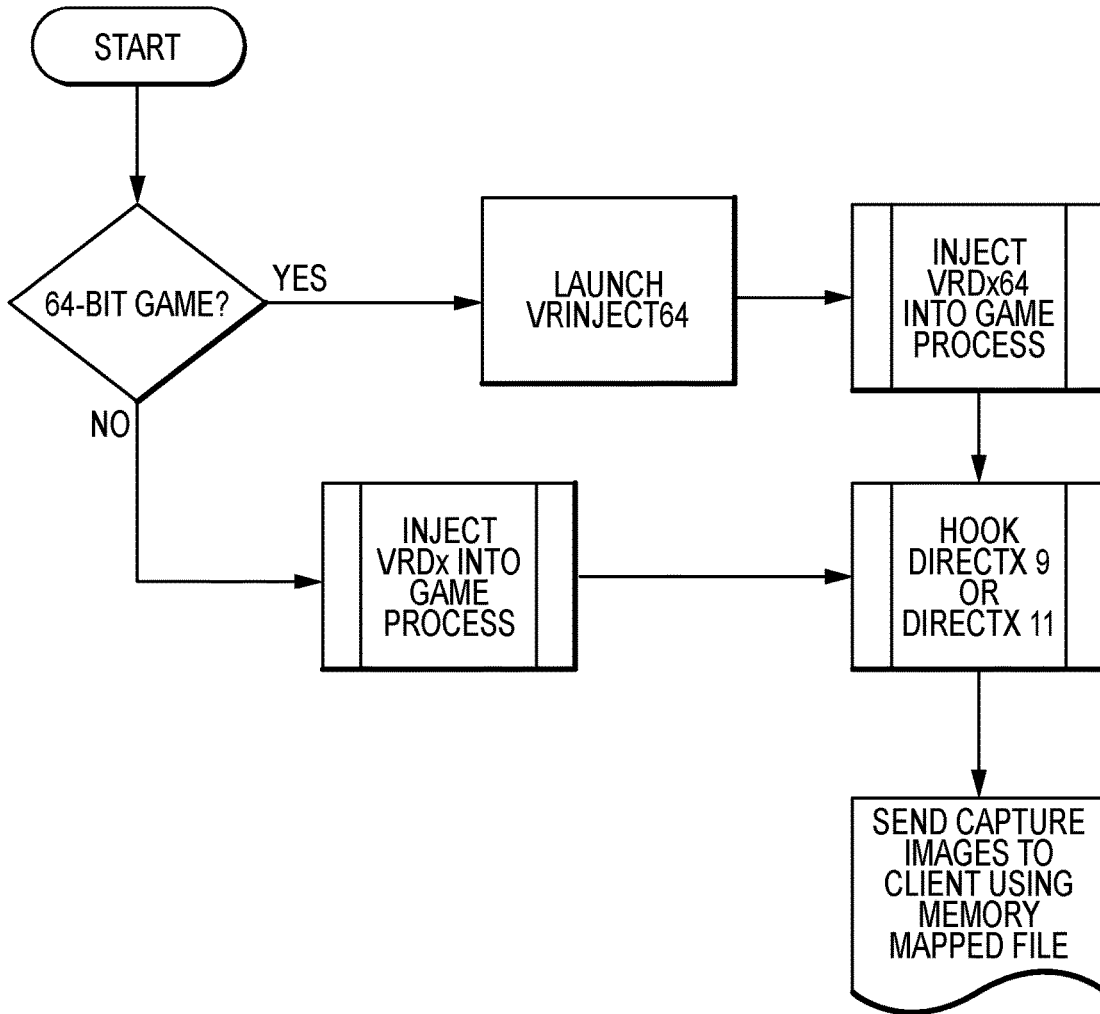 START
64-BIT GAME?
YES
NO
LAUNCH
VRINJECT64
INJECT
VRDx64
INTO GAME
PROCESS
INJECT
VRDx INTO
GAME
PROCESS
HOOK
DIRECTX 9
OR
DIRECTX 11
SEND CAPTURE
IMAGES TO
CLIENT USING
MEMORY
MAPPED FILE